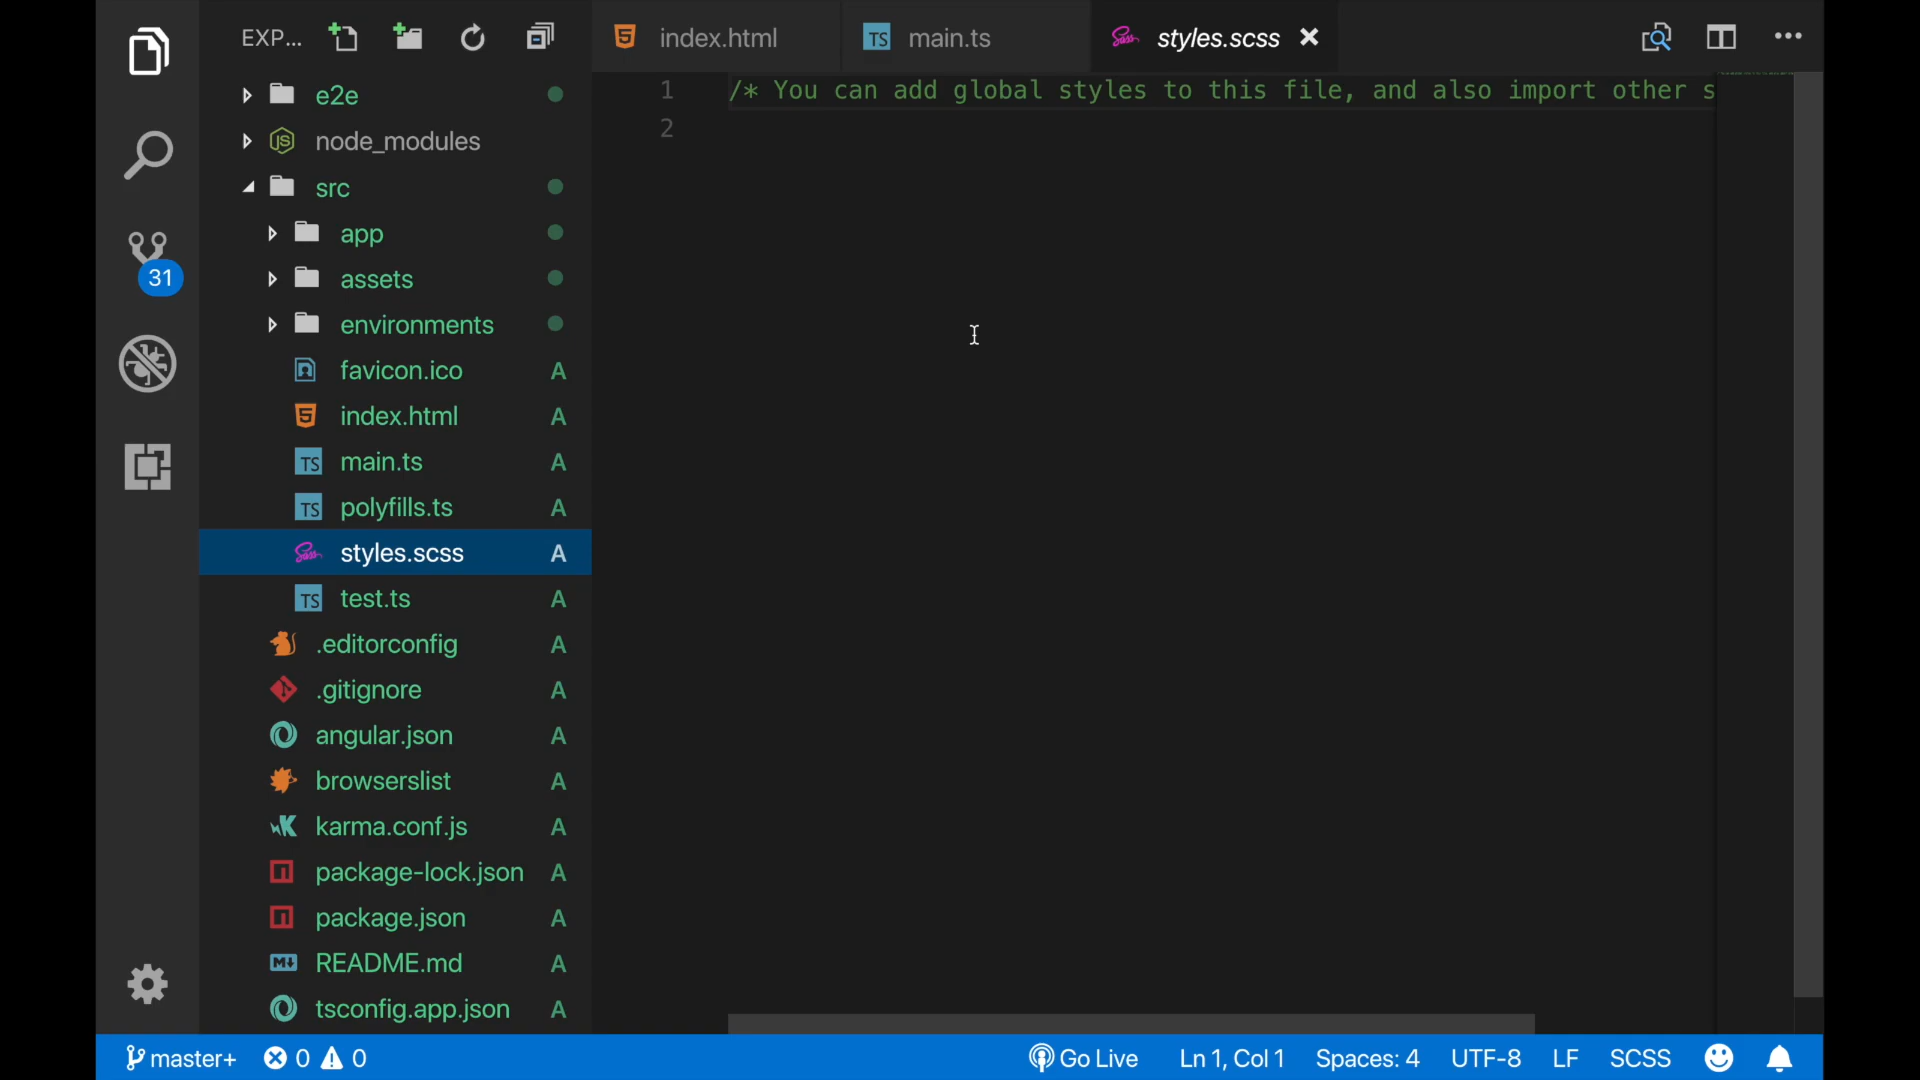 EXP...
index.html
main.ts
styles.scss
e2e
node_modules
src
app
assets
environments
favicon.ico A
index.html A
main.ts A
polyfills.ts A
styles.scss A
test.ts A
.editorconfig A
.gitignore A
angular.json A
browserslist A
karma.conf.js A
package-lock.json A
package.json A
README.md A
tsconfig.app.json A
31
1 /* You can add global styles to this file, and also import other s
2
master+ 0 0 Go Live Ln 1, Col 1 Spaces: 4 UTF-8 LF SCSS